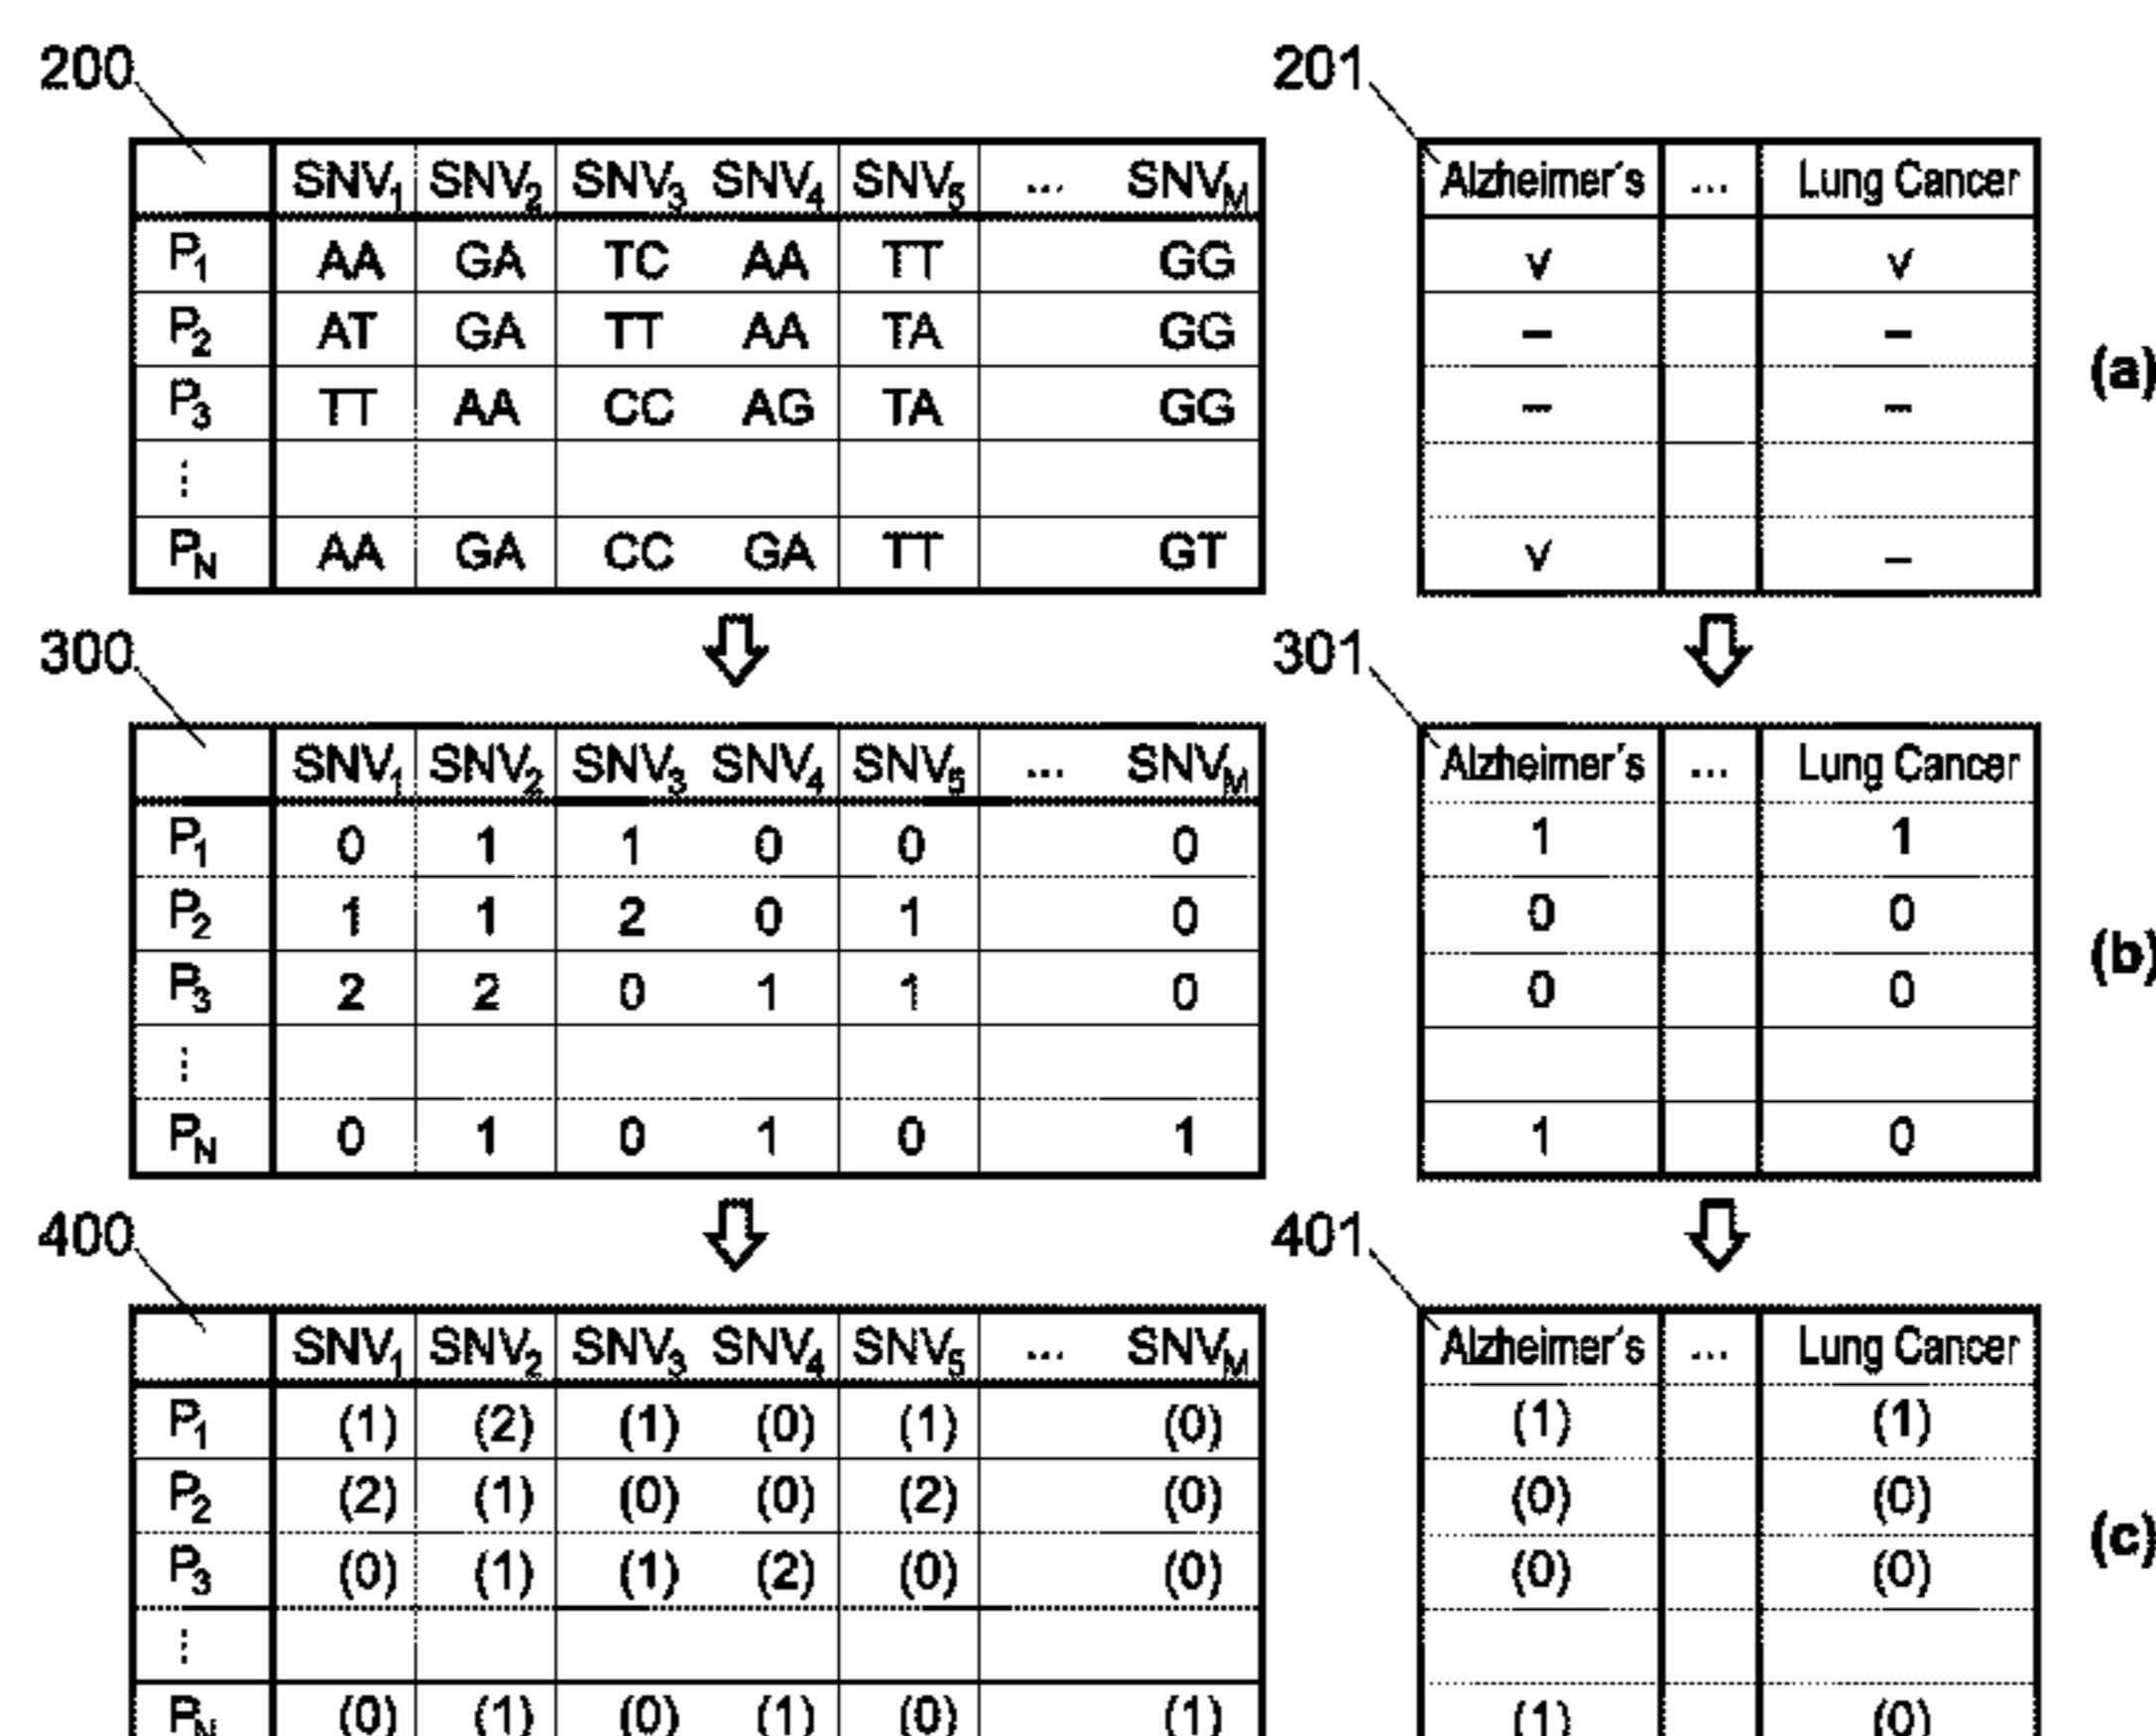 200 201
SNV1 SNV2 SNV3 SNV4 SNV5 ... SNVM Alzheimer´s ... Lung Cancer
P1 AA GA TC AA TT GG v v
P2 AT GA TT AA TA GG – –
P3 TT AA CC AG TA GG – –
⋮
PN AA GA CC GA TT GT v –
(a)
300 301
SNV1 SNV2 SNV3 SNV4 SNV5 ... SNVM Alzheimer´s ... Lung Cancer
P1 0 1 1 0 0 0 1 1
P2 1 1 2 0 1 0 0 0
P3 2 2 0 1 1 0 0 0
⋮
PN 0 1 0 1 0 1 1 0
(b)
400 401
SNV1 SNV2 SNV3 SNV4 SNV5 ... SNVM Alzheimer´s ... Lung Cancer
P1 (1) (2) (1) (0) (1) (0) (1) (1)
P2 (2) (1) (0) (0) (2) (0) (0) (0)
P3 (0) (1) (1) (2) (0) (0) (0) (0)
⋮
PN (0) (1) (0) (1) (0) (1) (1) (0)
(c)